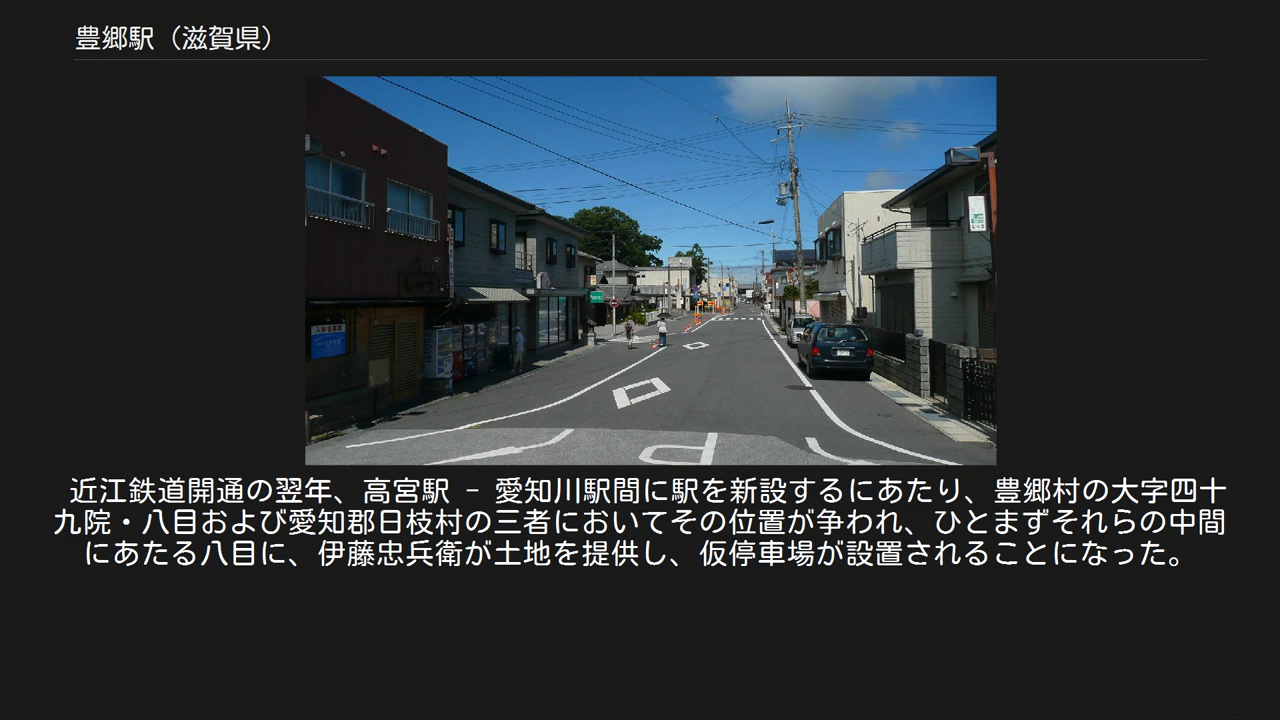 豊郷駅（滋賀県）
近江鉄道開通の翌年、高宮駅 - 愛知川駅間に駅を新設するにあたり、豊郷村の大字四十
九院・八目および愛知郡日枝村の三者においてその位置が争われ、ひとまずそれらの中間
にあたる八目に、伊藤忠兵衛が土地を提供し、仮停車場が設置されることになった。